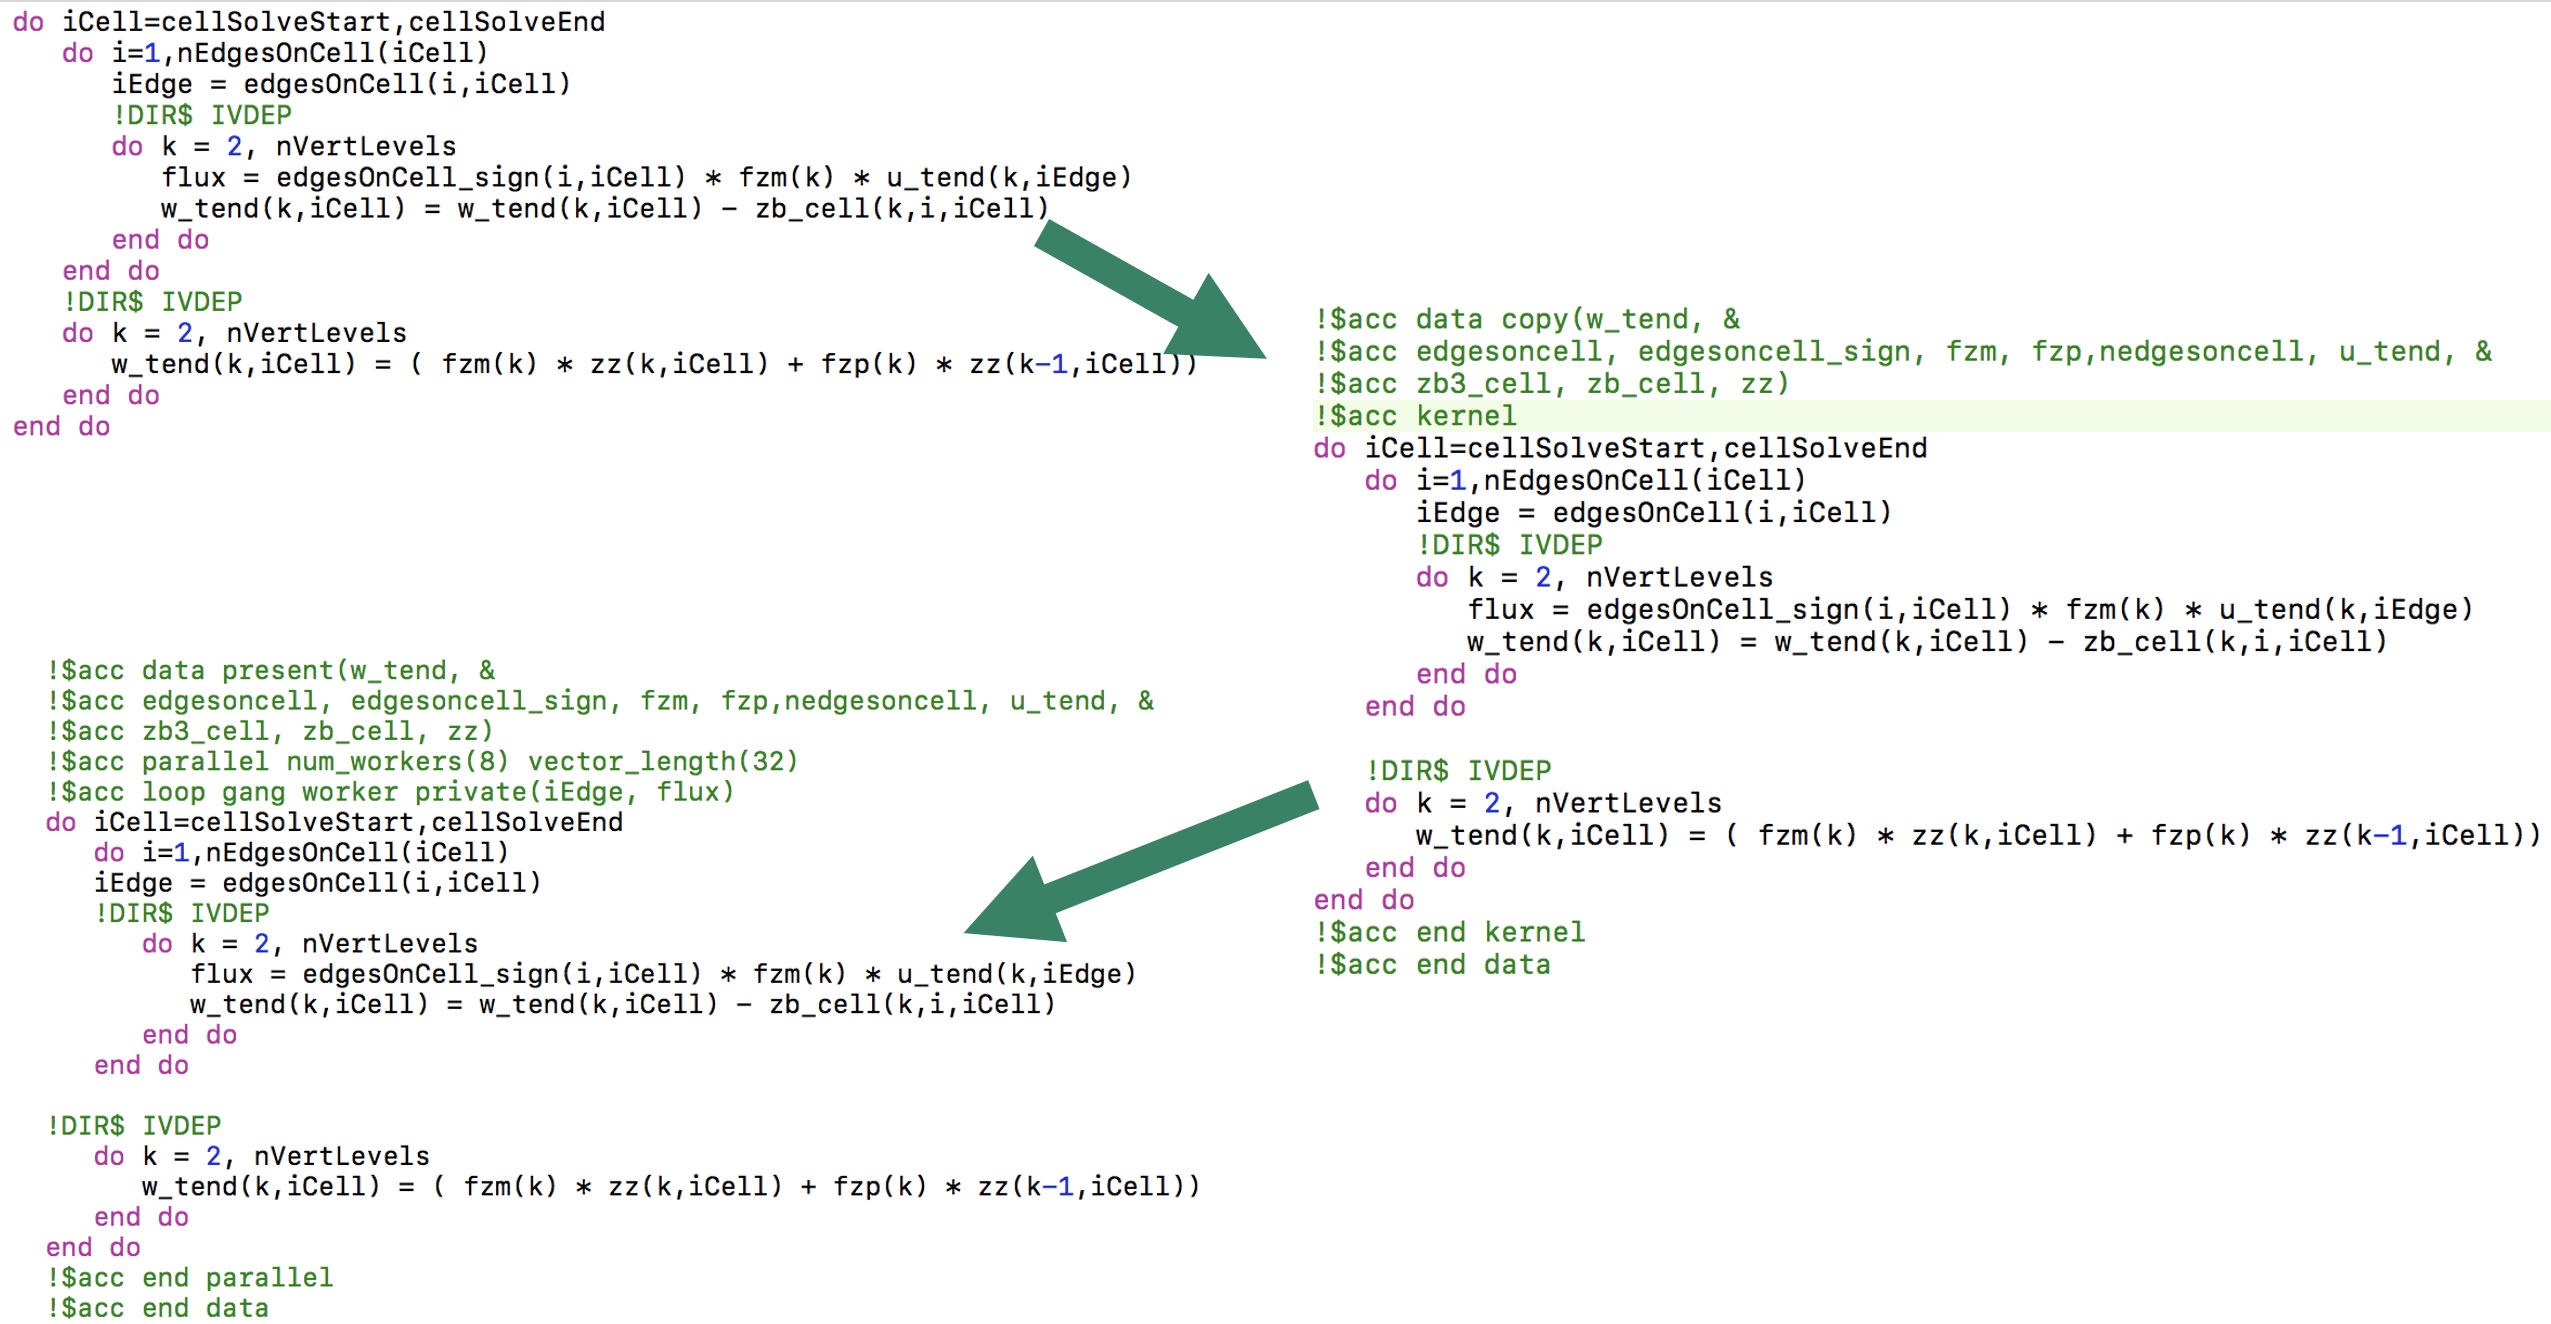 do iCell=cellSolveStart,cellSolveEnd
   do i=1,nEdgesOnCell(iCell)
      iEdge = edgesOnCell(i,iCell)
      !DIR$ IVDEP
      do k = 2, nVertLevels
         flux = edgesOnCell_sign(i,iCell) * fzm(k) * u_tend(k,iEdge)
         w_tend(k,iCell) = w_tend(k,iCell) - zb_cell(k,i,iCell)
      end do
   end do
   !DIR$ IVDEP
   do k = 2, nVertLevels
      w_tend(k,iCell) = ( fzm(k) * zz(k,iCell) + fzp(k) * zz(k-1,iCell))
   end do
end do
!$acc data copy(w_tend, &
!$acc edgesoncell, edgesoncell_sign, fzm, fzp,nedgesoncell, u_tend, &
!$acc zb3_cell, zb_cell, zz)
!$acc kernel
do iCell=cellSolveStart,cellSolveEnd
   do i=1,nEdgesOnCell(iCell)
      iEdge = edgesOnCell(i,iCell)
      !DIR$ IVDEP
      do k = 2, nVertLevels
         flux = edgesOnCell_sign(i,iCell) * fzm(k) * u_tend(k,iEdge)
         w_tend(k,iCell) = w_tend(k,iCell) - zb_cell(k,i,iCell)
      end do
   end do
   !DIR$ IVDEP
   do k = 2, nVertLevels
      w_tend(k,iCell) = ( fzm(k) * zz(k,iCell) + fzp(k) * zz(k-1,iCell))
   end do
end do
!$acc end kernel
!$acc end data
!$acc data present(w_tend, &
!$acc edgesoncell, edgesoncell_sign, fzm, fzp,nedgesoncell, u_tend, &
!$acc zb3_cell, zb_cell, zz)
!$acc parallel num_workers(8) vector_length(32)
!$acc loop gang worker private(iEdge, flux)
do iCell=cellSolveStart,cellSolveEnd
   do i=1,nEdgesOnCell(iCell)
   iEdge = edgesOnCell(i,iCell)
   !DIR$ IVDEP
      do k = 2, nVertLevels
         flux = edgesOnCell_sign(i,iCell) * fzm(k) * u_tend(k,iEdge)
         w_tend(k,iCell) = w_tend(k,iCell) - zb_cell(k,i,iCell)
      end do
   end do
!DIR$ IVDEP
   do k = 2, nVertLevels
      w_tend(k,iCell) = ( fzm(k) * zz(k,iCell) + fzp(k) * zz(k-1,iCell))
   end do
end do
!$acc end parallel
!$acc end data